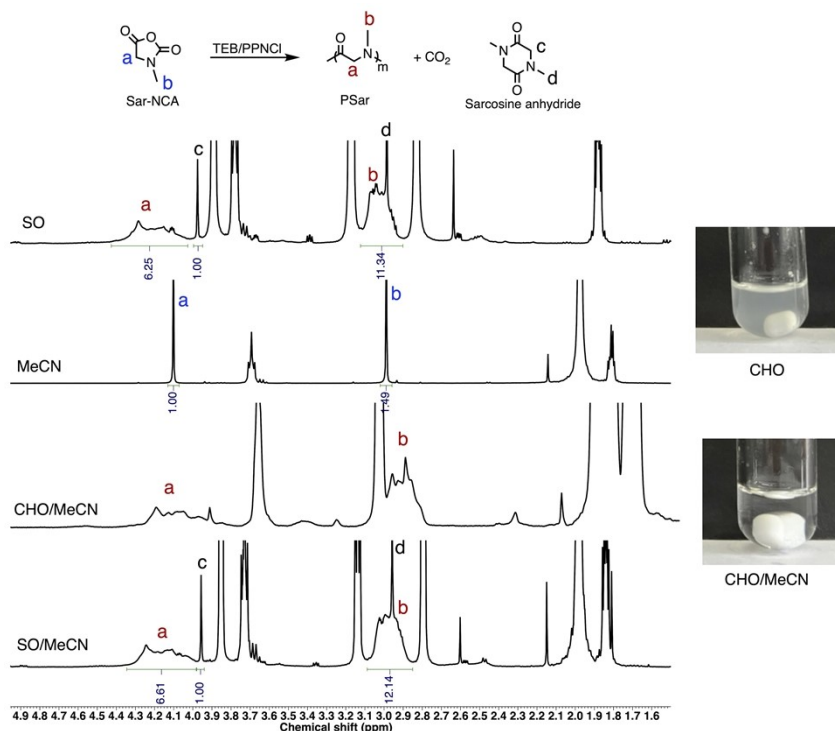 O O O
N
a
b
Sar-NCA
TEB/PPNCl
b
O
N
m
a
PSar
+ CO2
O
N
N
O
c
d
Sarcosine anhydride
SO
a
c
b
d
6.25
1.00
11.34
MeCN
a
b
1.00
1.49
CHO/MeCN
a
b
SO/MeCN
a
c
b
d
6.61
1.00
12.14
4.9 4.8 4.7 4.6 4.5 4.4 4.3 4.2 4.1 4.0 3.9 3.8 3.7 3.6 3.5 3.4 3.3 3.2 3.1 3.0 2.9 2.8 2.7 2.6 2.5 2.4 2.3 2.2 2.1 2.0 1.9 1.8 1.7 1.6
Chemical shift (ppm)
CHO
CHO/MeCN